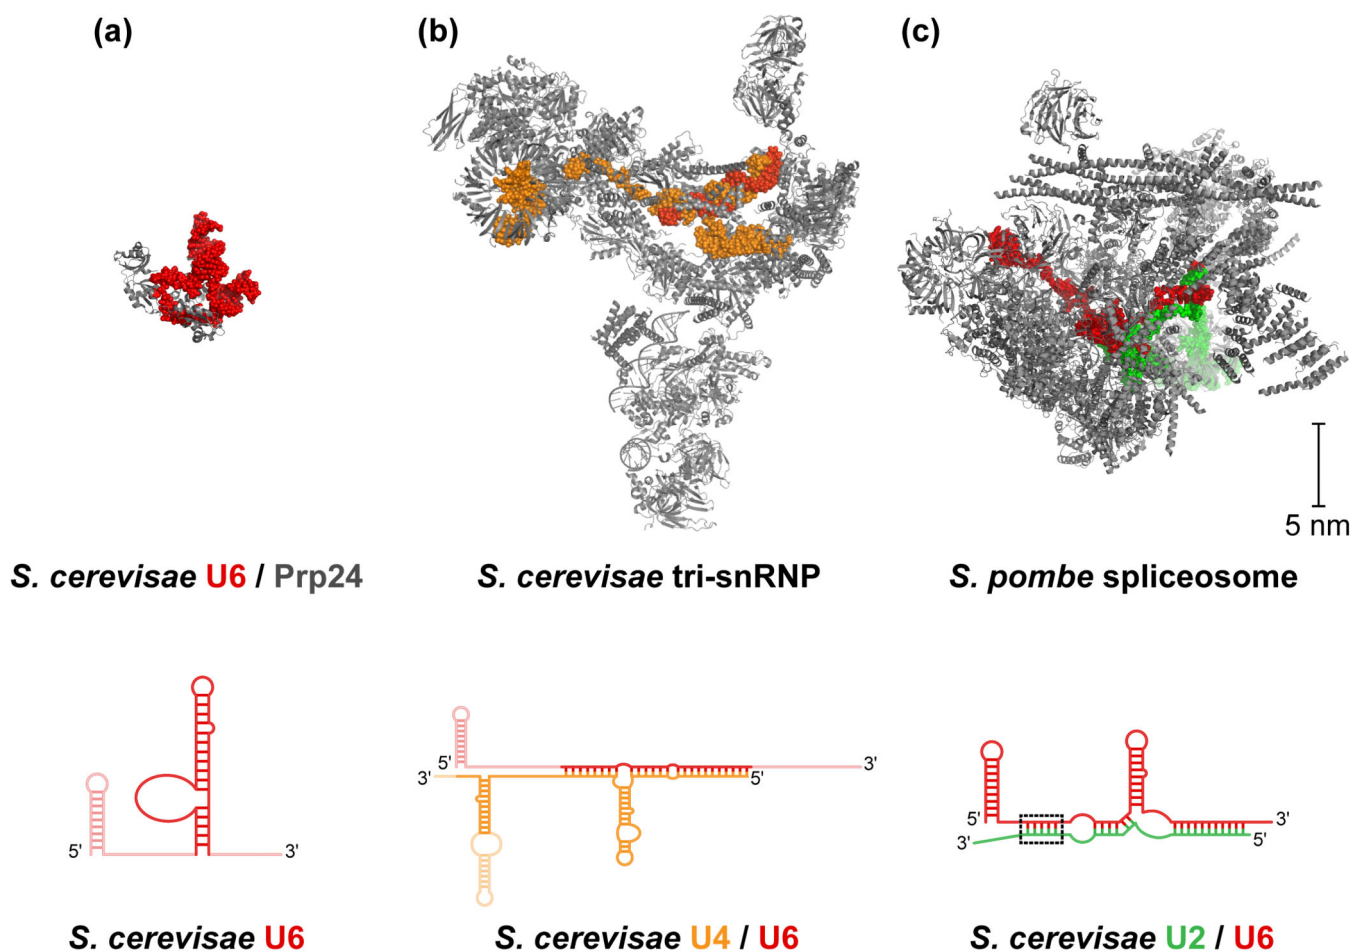 (a)
(b)
(c)
5 nm
S. cerevisae U6 / Prp24
S. cerevisae tri-snRNP
S. pombe spliceosome
5'
3'
5'
3'
3'
5'
5'
3'
3'
5'
S. cerevisae U6
S. cerevisae U4 / U6
S. cerevisae U2 / U6